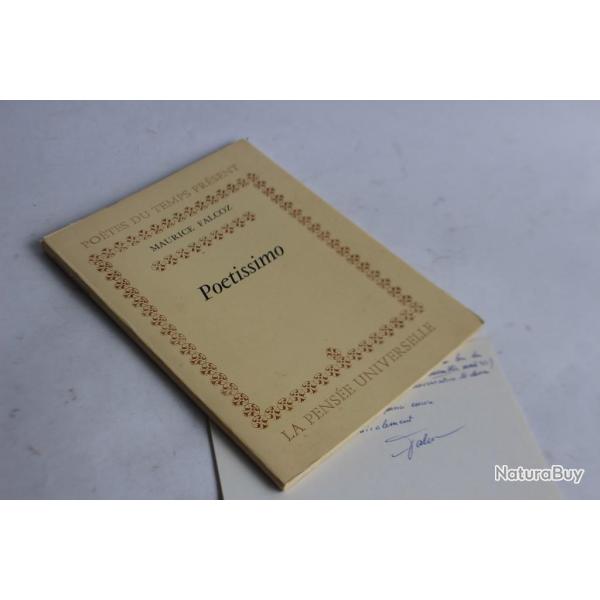 POÈTES DU TEMPS PRÉSENT
MAURICE FALCOZ
Poetissimo
LA PENSÉE UNIVERSELLE
NaturaBuy